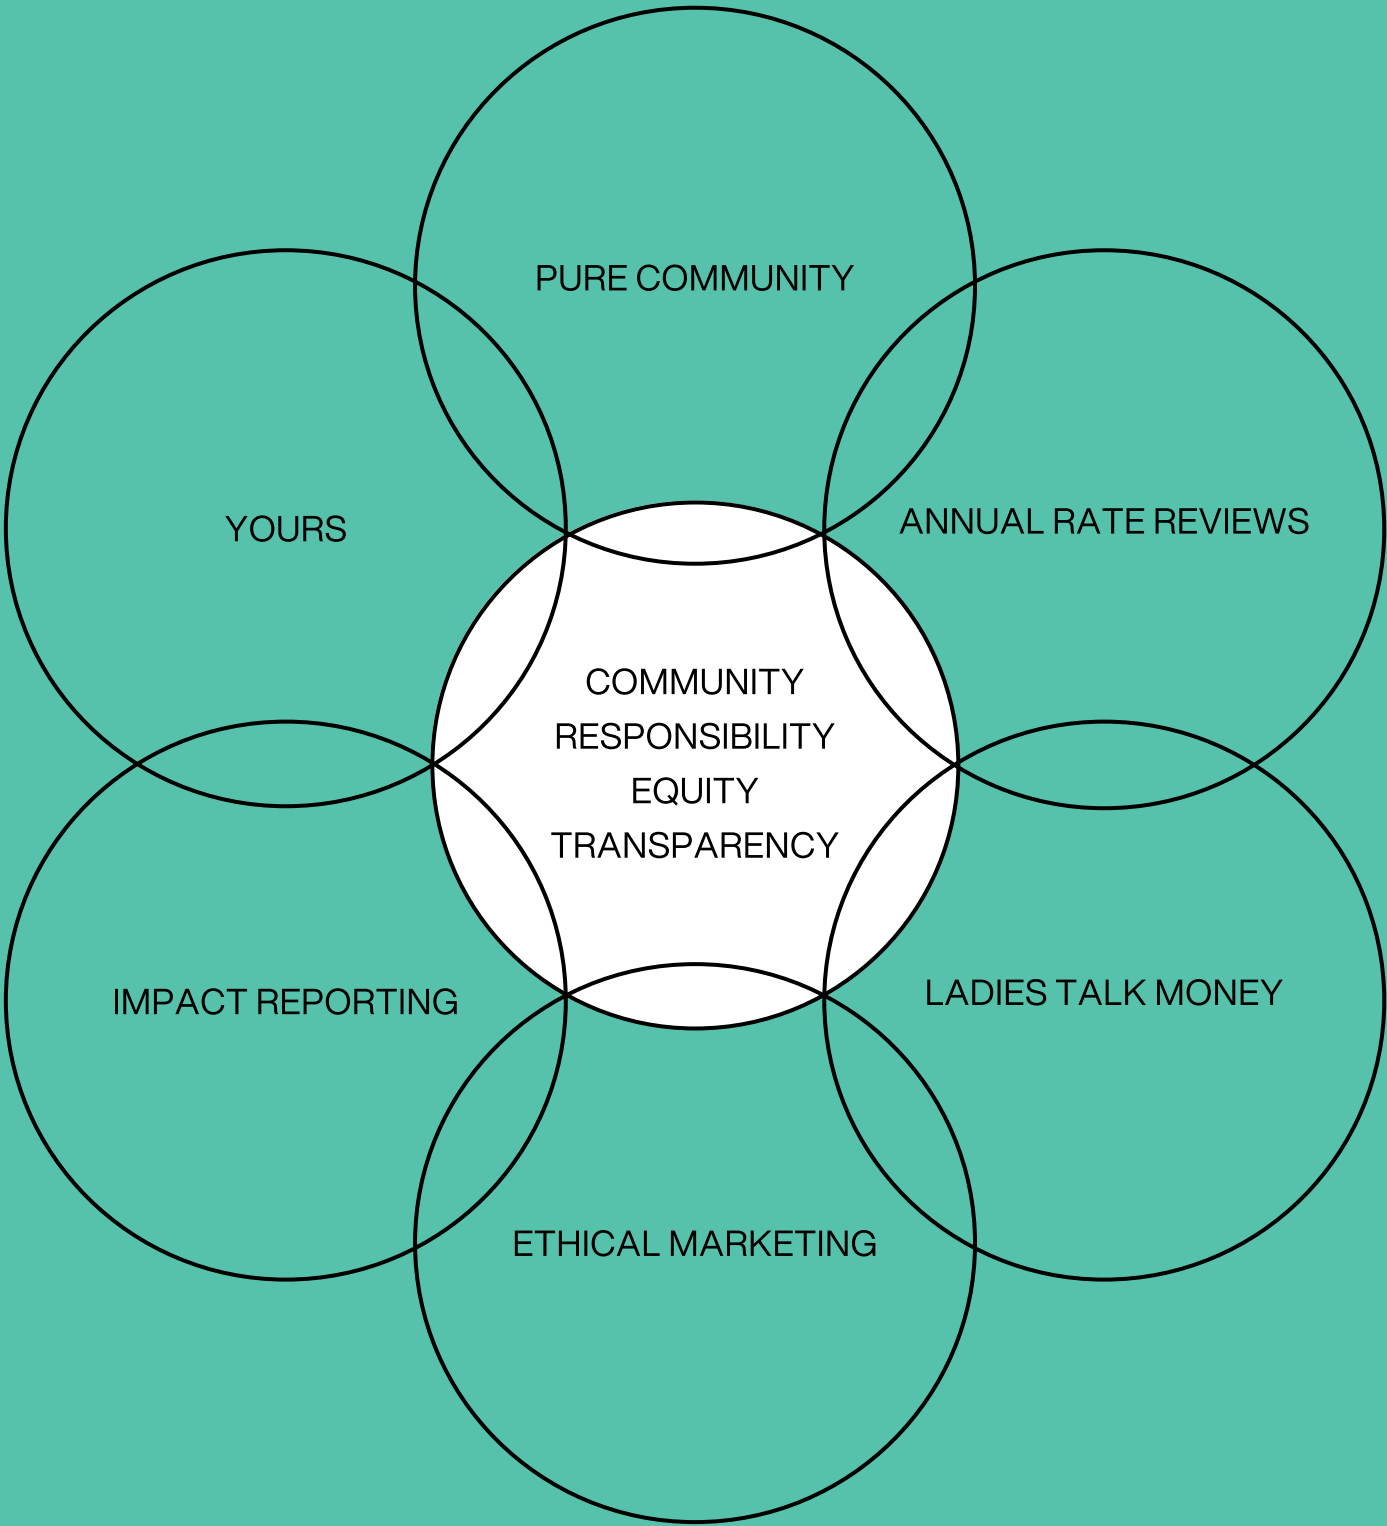 PURE COMMUNITY
ANNUAL RATE REVIEWS
YOURS
COMMUNITY
RESPONSIBILITY
EQUITY
TRANSPARENCY
LADIES TALK MONEY
IMPACT REPORTING
ETHICAL MARKETING